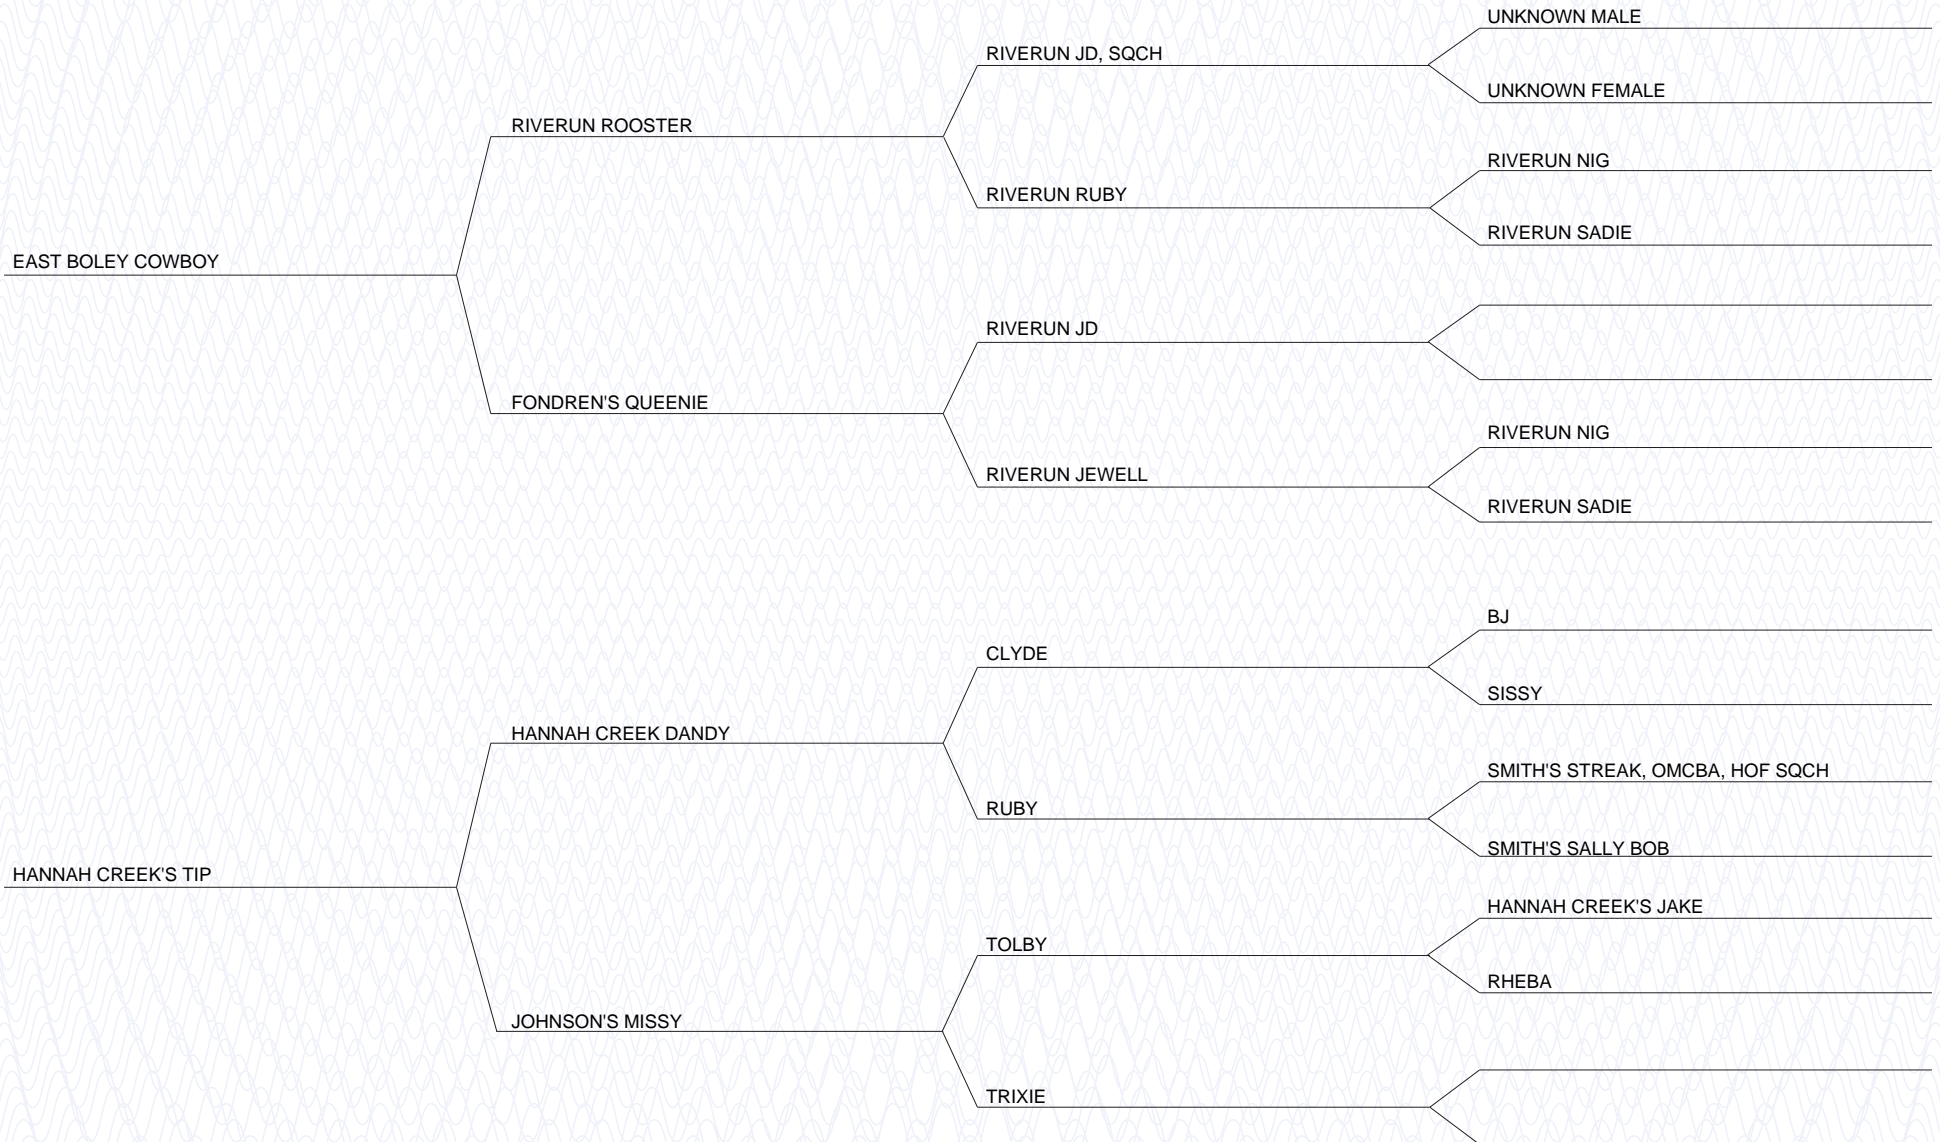 UNKNOWN MALE
RIVERUN JD, SQCH
UNKNOWN FEMALE
RIVERUN ROOSTER
RIVERUN NIG
RIVERUN RUBY
RIVERUN SADIE
EAST BOLEY COWBOY
RIVERUN JD
FONDREN'S QUEENIE
RIVERUN NIG
RIVERUN JEWELL
RIVERUN SADIE
BJ
CLYDE
SISSY
HANNAH CREEK DANDY
SMITH'S STREAK, OMCBA, HOF SQCH
RUBY
SMITH'S SALLY BOB
HANNAH CREEK'S TIP
HANNAH CREEK'S JAKE
TOLBY
RHEBA
JOHNSON'S MISSY
TRIXIE